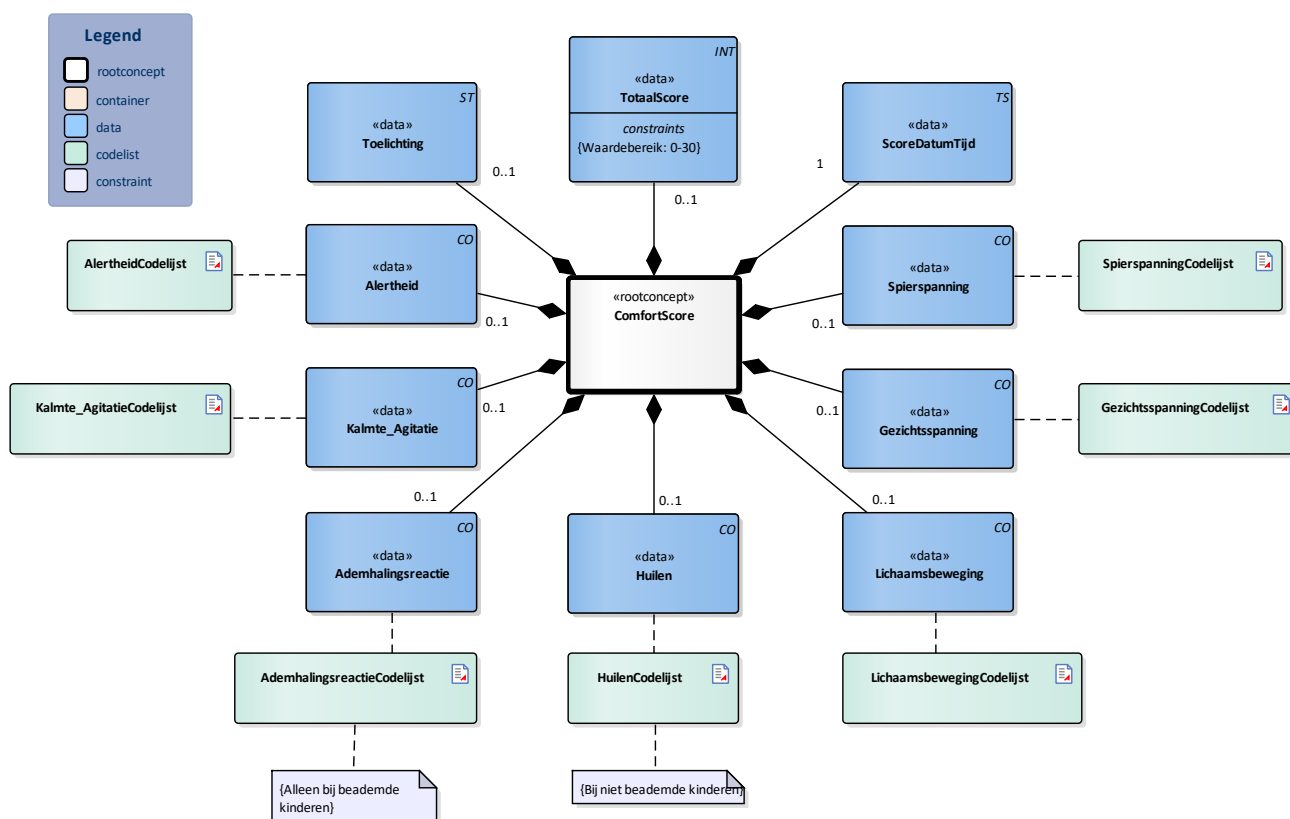 Legend
rootconcept
container
data
codelist
constraint
INT
«data»
TotaalScore
constraints
{Waardebereik: 0-30}
0..1
ST
«data»
Toelichting
0..1
TS
«data»
ScoreDatumTijd
1
AlertheidCodelijst
CO
«data»
Alertheid
0..1
«rootconcept»
ComfortScore
CO
«data»
Spierspanning
0..1
SpierspanningCodelijst
Kalmte_AgitatieCodelijst
CO
«data»
Kalmte_Agitatie
0..1
CO
«data»
Gezichtsspanning
0..1
GezichtsspanningCodelijst
0..1
CO
«data»
Ademhalingsreactie
0..1
CO
«data»
Huilen
0..1
CO
«data»
Lichaamsbeweging
AdemhalingsreactieCodelijst
HuilenCodelijst
LichaamsbewegingCodelijst
{Alleen bij beademde
kinderen}
{Bij niet beademde kinderen}